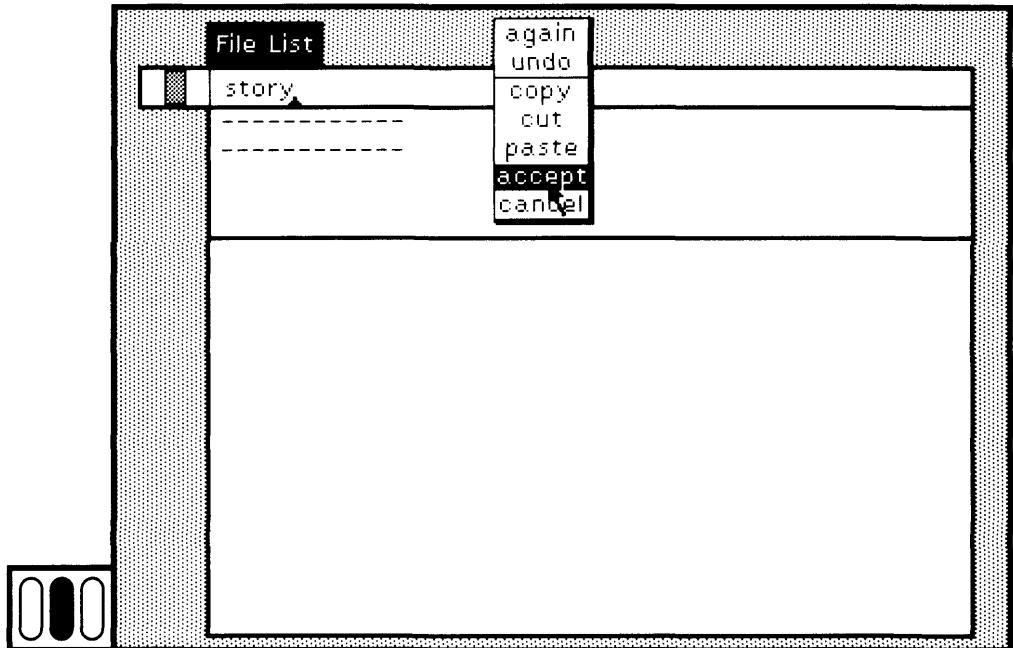 File List
story
------------
------------
again
undo
copy
cut
paste
accept
cancel